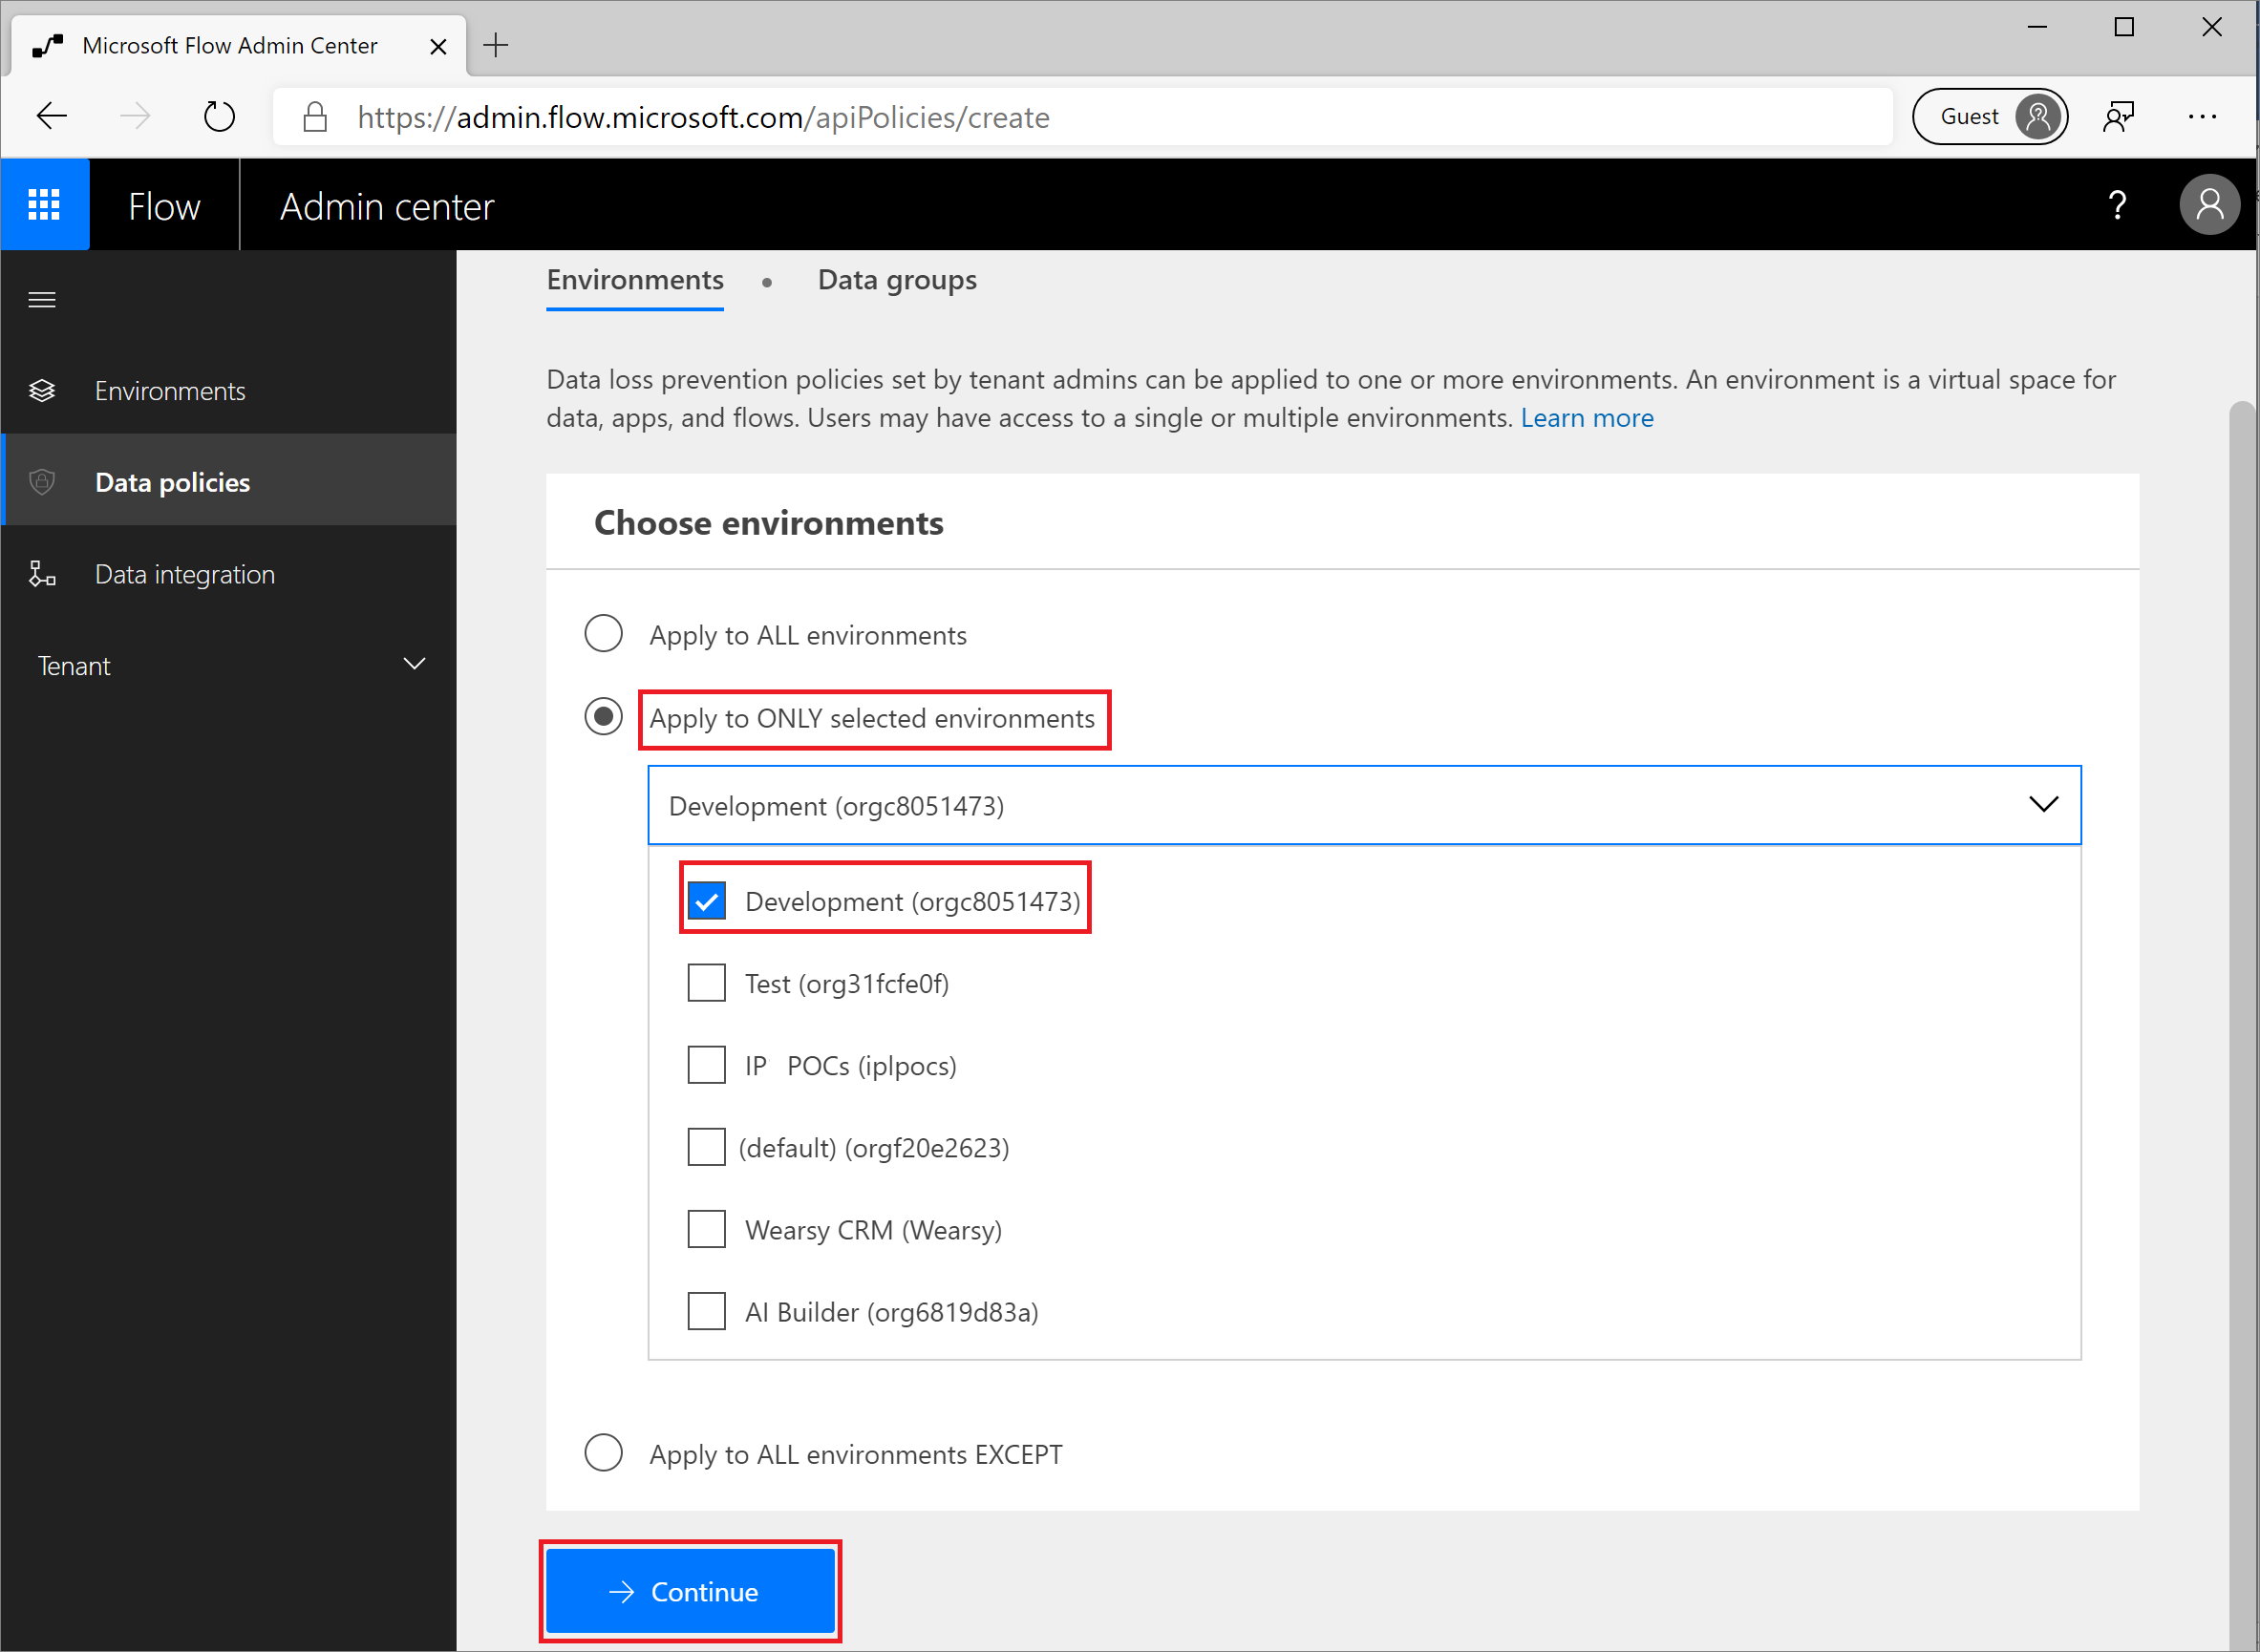 Microsoft Flow Admin Center
https://admin.flow.microsoft.com/apiPolicies/create
Guest
Flow
Admin center
?
Environments
Data policies
Data integration
Tenant
Environments • Data groups
Data loss prevention policies set by tenant admins can be applied to one or more environments. An environment is a virtual space for
data, apps, and flows. Users may have access to a single or multiple environments. Learn more
Choose environments
Apply to ALL environments
Apply to ONLY selected environments
Development (orgc8051473)
Development (orgc8051473)
Test (org31fcfe0f)
IP POCs (iplpocs)
(default) (orgf20e2623)
Wearsy CRM (Wearsy)
AI Builder (org6819d83a)
Apply to ALL environments EXCEPT
Continue